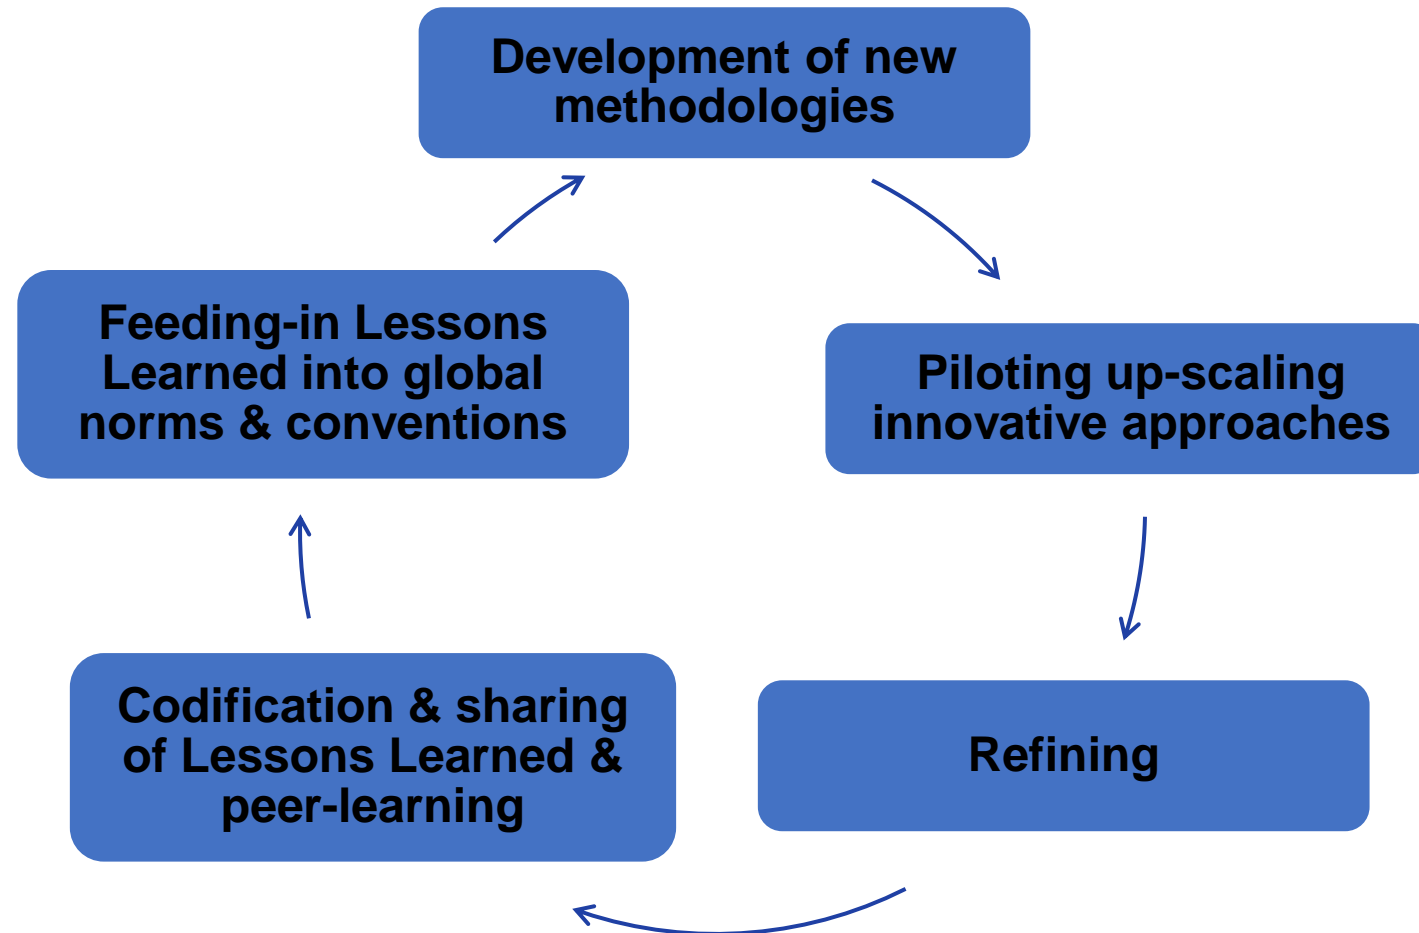 Development of new
methodologies
Piloting up-scaling
innovative approaches
Refining
Codification & sharing
of Lessons Learned &
peer-learning
Feeding-in Lessons
Learned into global
norms & conventions